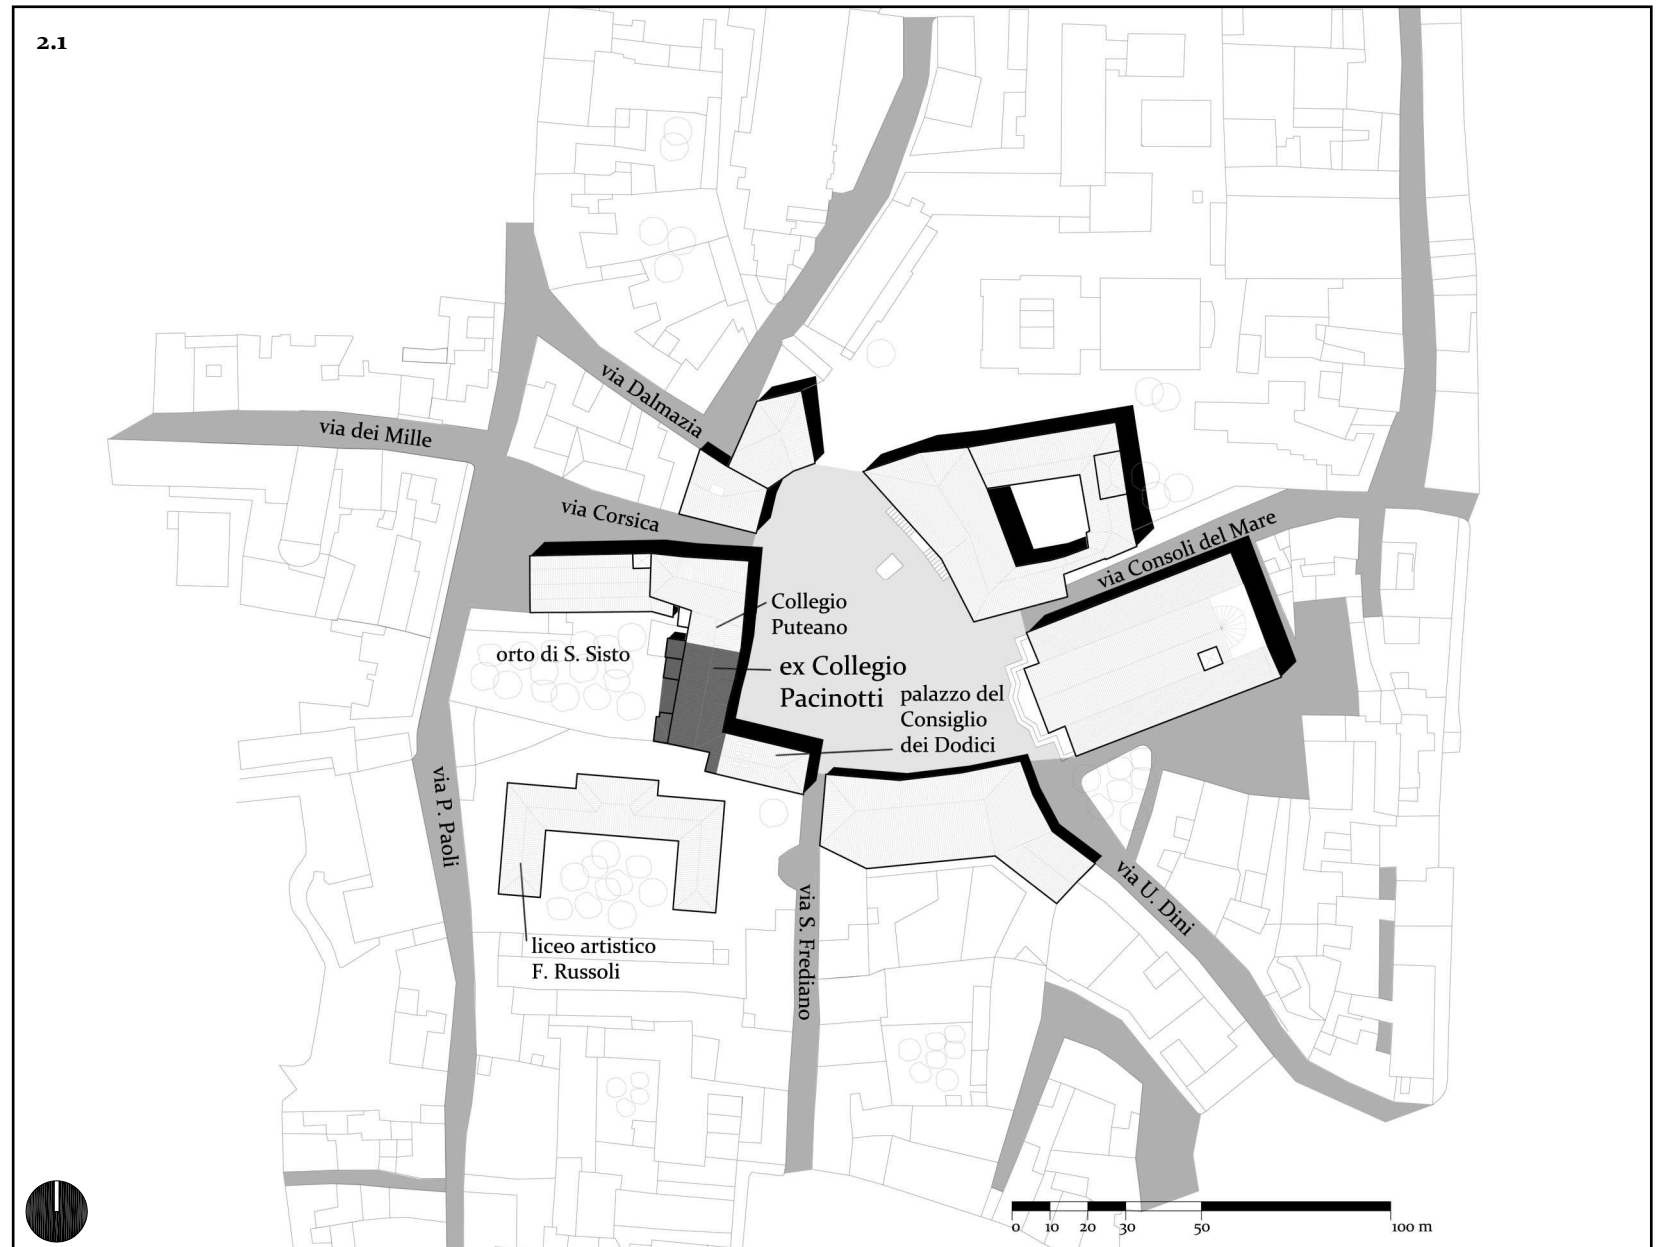 2.1
via Dalmazia
via dei Mille
via Corsica
via Consoli del Mare
Collegio
Puteano
orto di S. Sisto
ex Collegio
Pacinotti
palazzo del
Consiglio
dei Dodici
via P. Paoli
via U. Dini
via S. Frediano
liceo artistico
F. Russoli
0 10 20 30 50 100 m